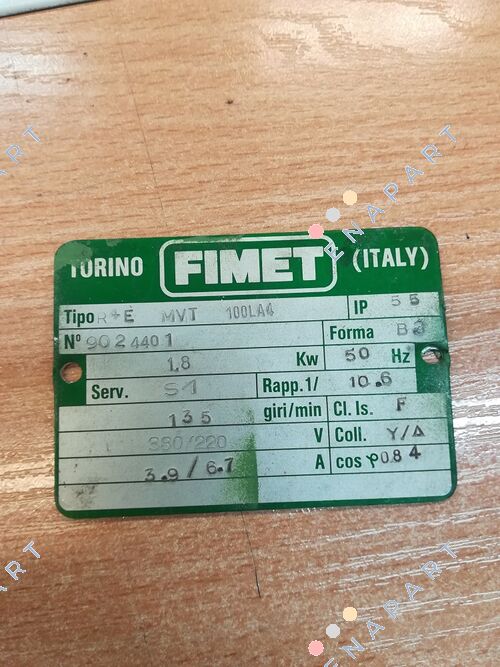 TORINO FIMET (ITALY)
Tipo R+E MVT 100LA4 IP 55
Nº 9024401 Forma B3
1.8 Kw 50 Hz
Serv. S1 Rapp.1/ 10.6
135 giri/min Cl. Is. F
380/220 V Coll. Y/Δ
3.9/6.7 A cos φ 0.84
ENAPART
ENAPART
ENAPART